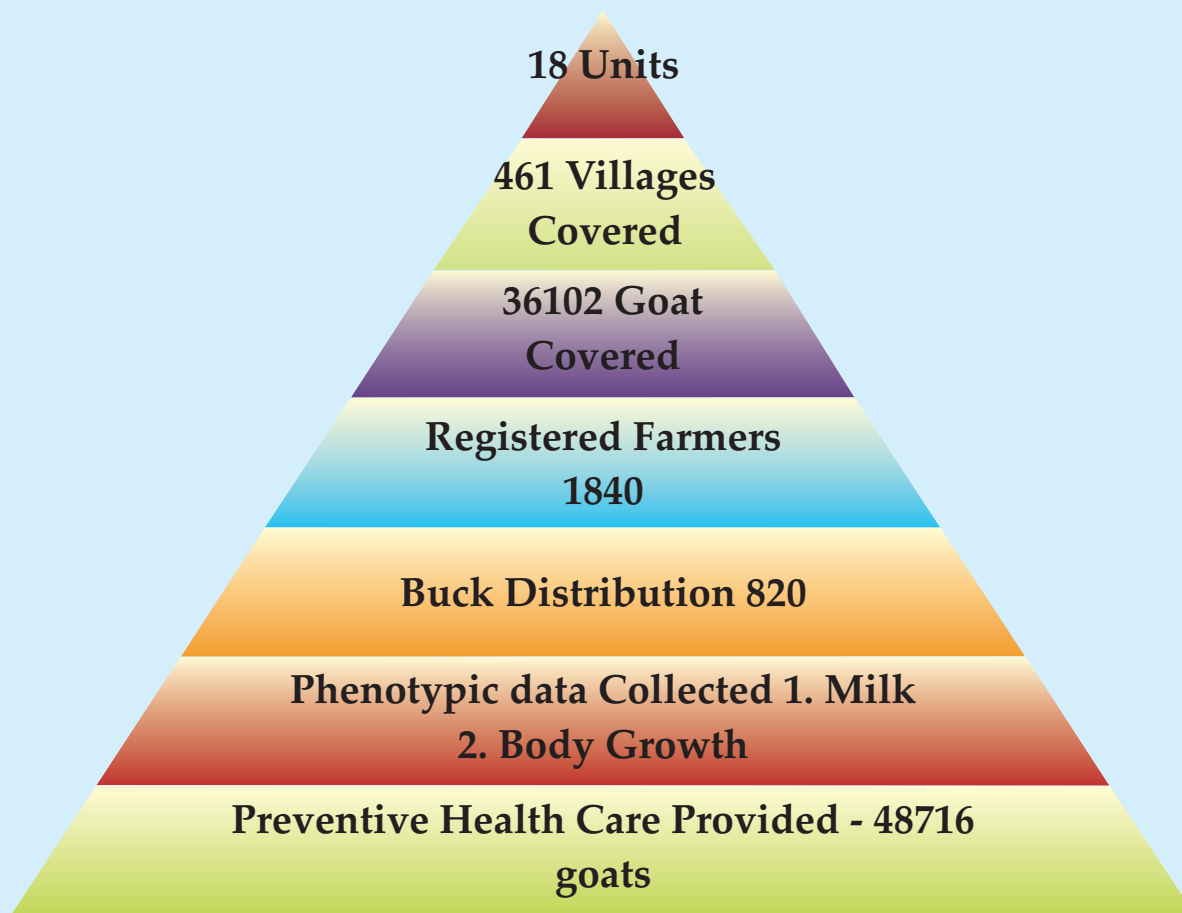 18 Units
461 Villages
Covered
36102 Goat
Covered
Registered Farmers
1840
Buck Distribution 820
Phenotypic data Collected 1. Milk
2. Body Growth
Preventive Health Care Provided - 48716
goats